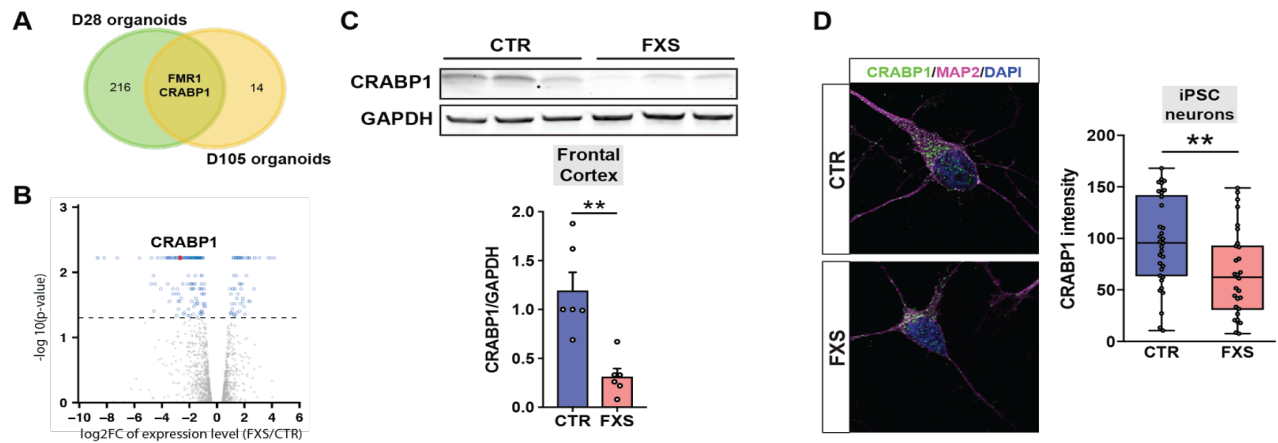 A
D28 organoids
216
FMR1
CRABP1
14
D105 organoids
B
3
2
1
0
-log 10(p-value)
CRABP1
−10 −8 −6 −4 −2 0 2 4 6
log2FC of expression level (FXS/CTR)
C
CTR FXS
CRABP1
GAPDH
Frontal
Cortex
**
2.0
1.5
1.0
0.5
0.0
CRABP1/GAPDH
CTR FXS
D
CRABP1/MAP2/DAPI
CTR
FXS
iPSC
neurons
**
200
150
100
50
0
CRABP1 intensity
CTR FXS